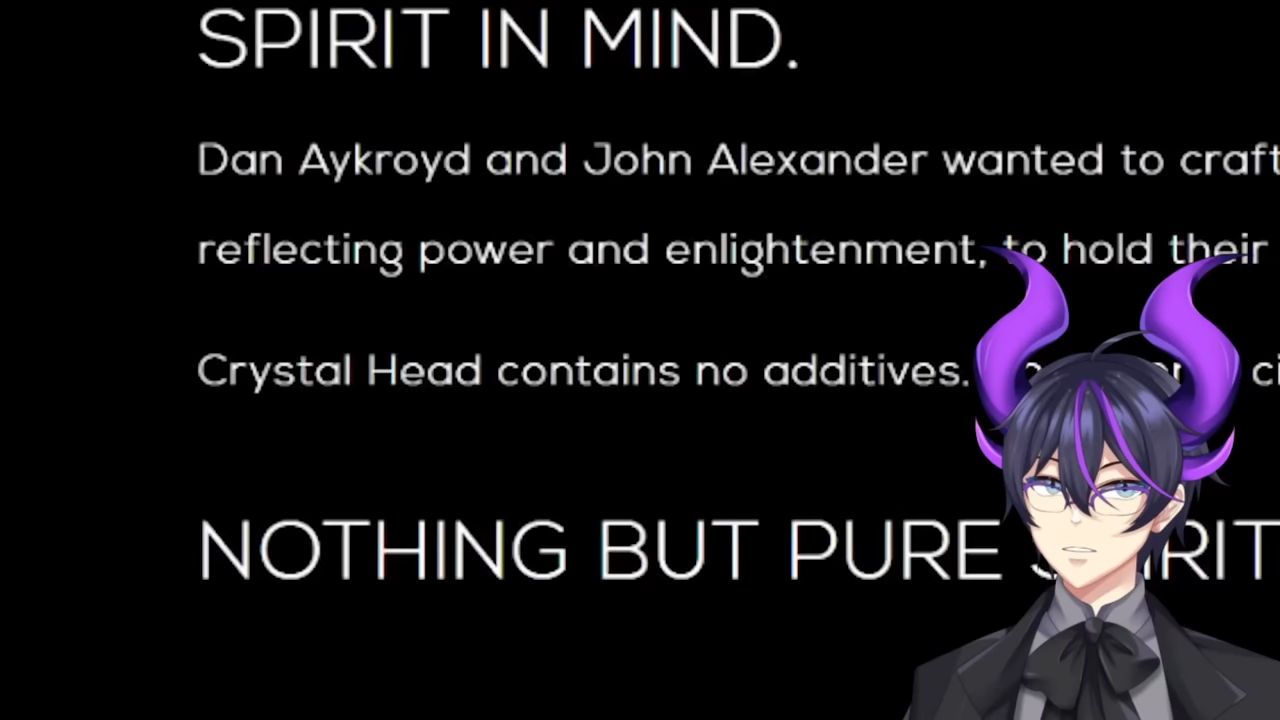 SPIRIT IN MIND.
Dan Aykroyd and John Alexander wanted to craft
reflecting power and enlightenment, to hold their
Crystal Head contains no additives.
NOTHING BUT PURE